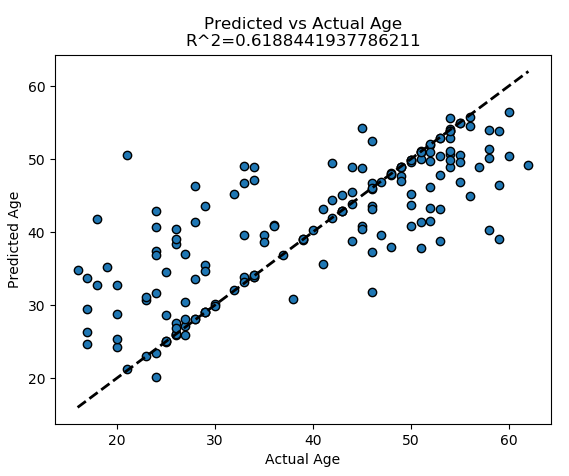 Predicted vs Actual Age
R^2=0.6188441937786211
60
50
40
30
20
Predicted Age
20 30 40 50 60
Actual Age